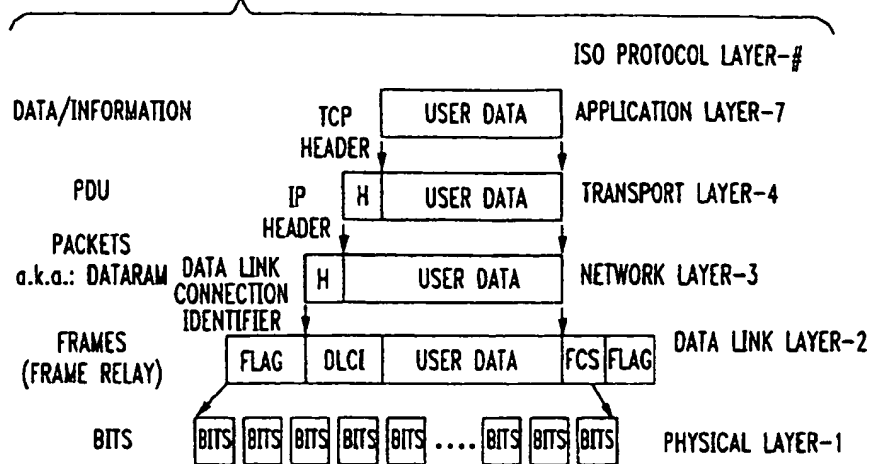 ISO PROTOCOL LAYER-#
DATA/INFORMATION
TCP HEADER
USER DATA
APPLICATION LAYER-7
PDU
IP HEADER
H
USER DATA
TRANSPORT LAYER-4
PACKETS
a.k.a.: DATARAM
DATA LINK
CONNECTION
IDENTIFIER
H
USER DATA
NETWORK LAYER-3
FRAMES
(FRAME RELAY)
FLAG
DLCI
USER DATA
FCS
FLAG
DATA LINK LAYER-2
BITS
BITS BITS BITS BITS BITS .... BITS BITS BITS
PHYSICAL LAYER-1